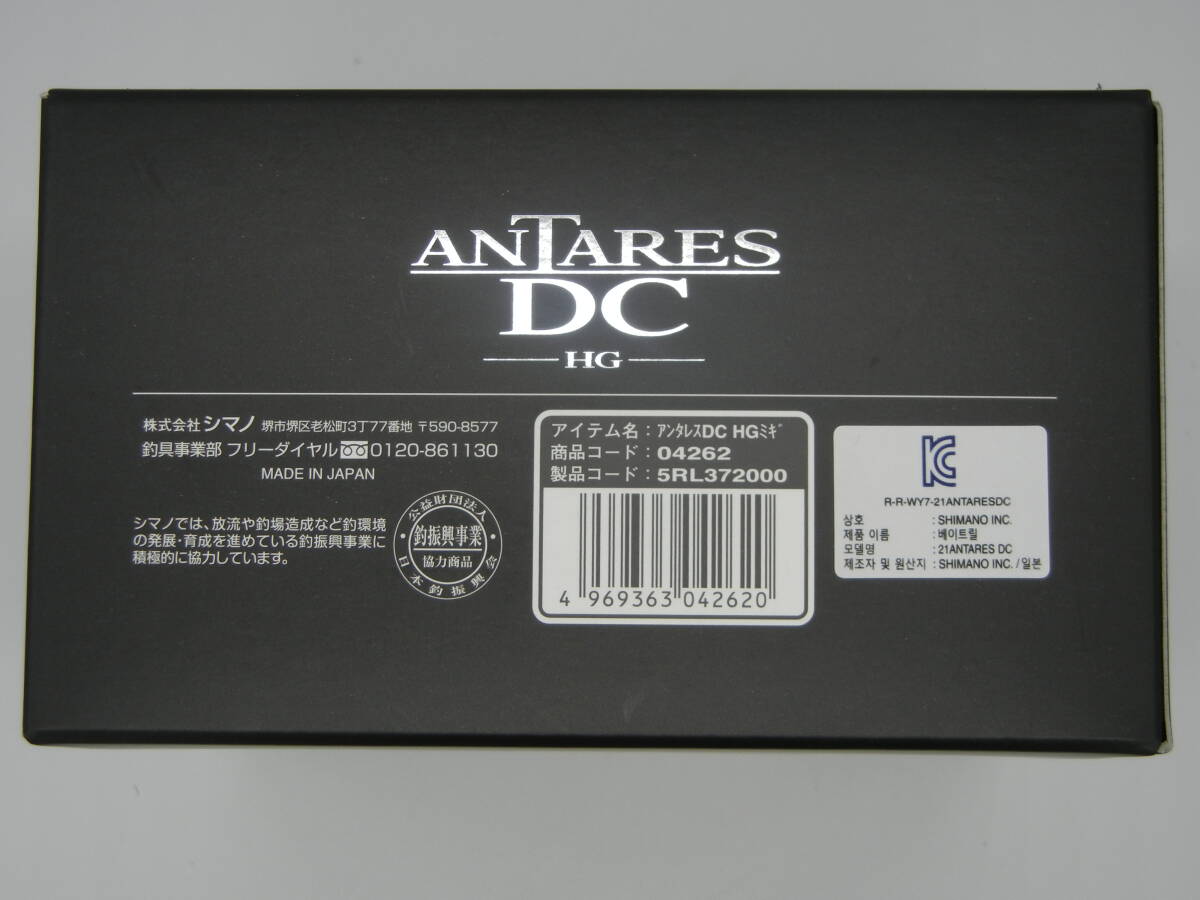 ANTARES
DC
HG
株式会社 シマノ 堺市堺区老松町3丁77番地 〒590-8577
釣具事業部 フリーダイヤル 0120-861130
MADE IN JAPAN
シマノでは、放流や釣場造成など釣環境
の発展・育成を進めている釣振興事業に
積極的に協力しています。
公益財団法人
釣振興事業
協力商品
日本釣振興会
アイテム名：ｱﾝﾀﾚｽDC HGﾐｷﾞ
商品コード：04262
製品コード：5RL372000
4 969363 042620
R-R-WY7-21ANTARESDC
상호 : SHIMANO INC.
제품 이름 : 베이트릴
모델명 : 21ANTARES DC
제조자 및 원산지 : SHIMANO INC. / 일본